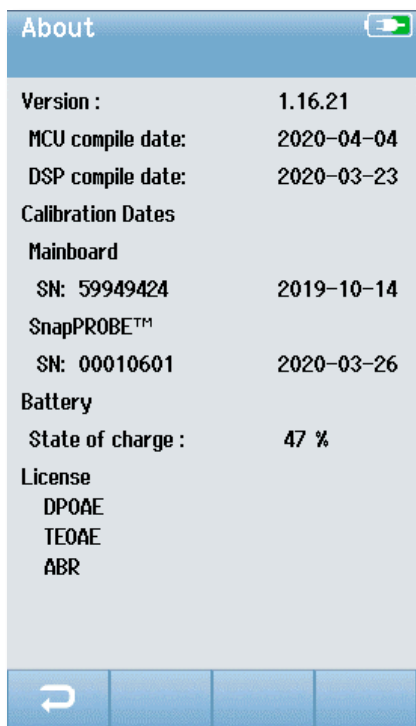 About
Version : 1.16.21
MCU compile date: 2020-04-04
DSP compile date: 2020-03-23
Calibration Dates
Mainboard
SN: 59949424 2019-10-14
SnapPROBE™
SN: 00010601 2020-03-26
Battery
State of charge : 47 %
License
DPOAE
TEOAE
ABR